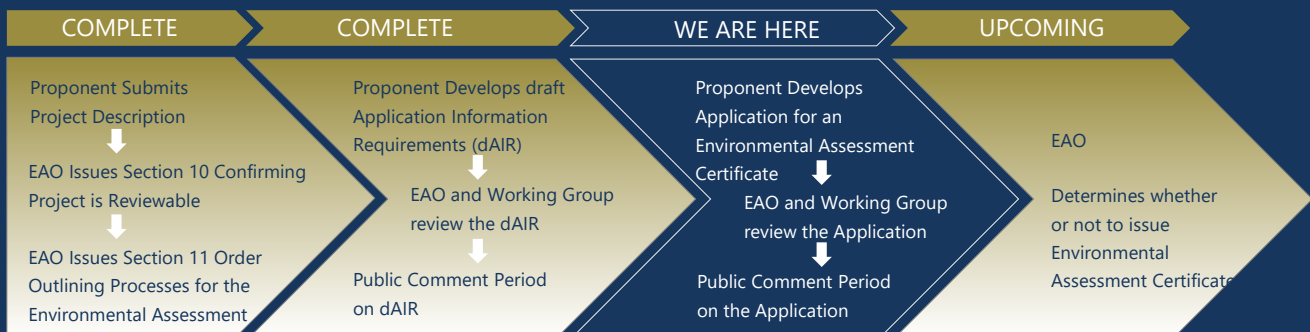 COMPLETE
COMPLETE
WE ARE HERE
UPCOMING
Proponent Submits
Project Description
EAO Issues Section 10 Confirming
Project is Reviewable
EAO Issues Section 11 Order
Outlining Processes for the
Environmental Assessment
Proponent Develops draft
Application Information
Requirements (dAIR)
EAO and Working Group
review the dAIR
Public Comment Period
on dAIR
Proponent Develops
Application for an
Environmental Assessment
Certificate
EAO and Working Group
review the Application
Public Comment Period
on the Application
EAO
Determines whether
or not to issue
Environmental
Assessment Certificate